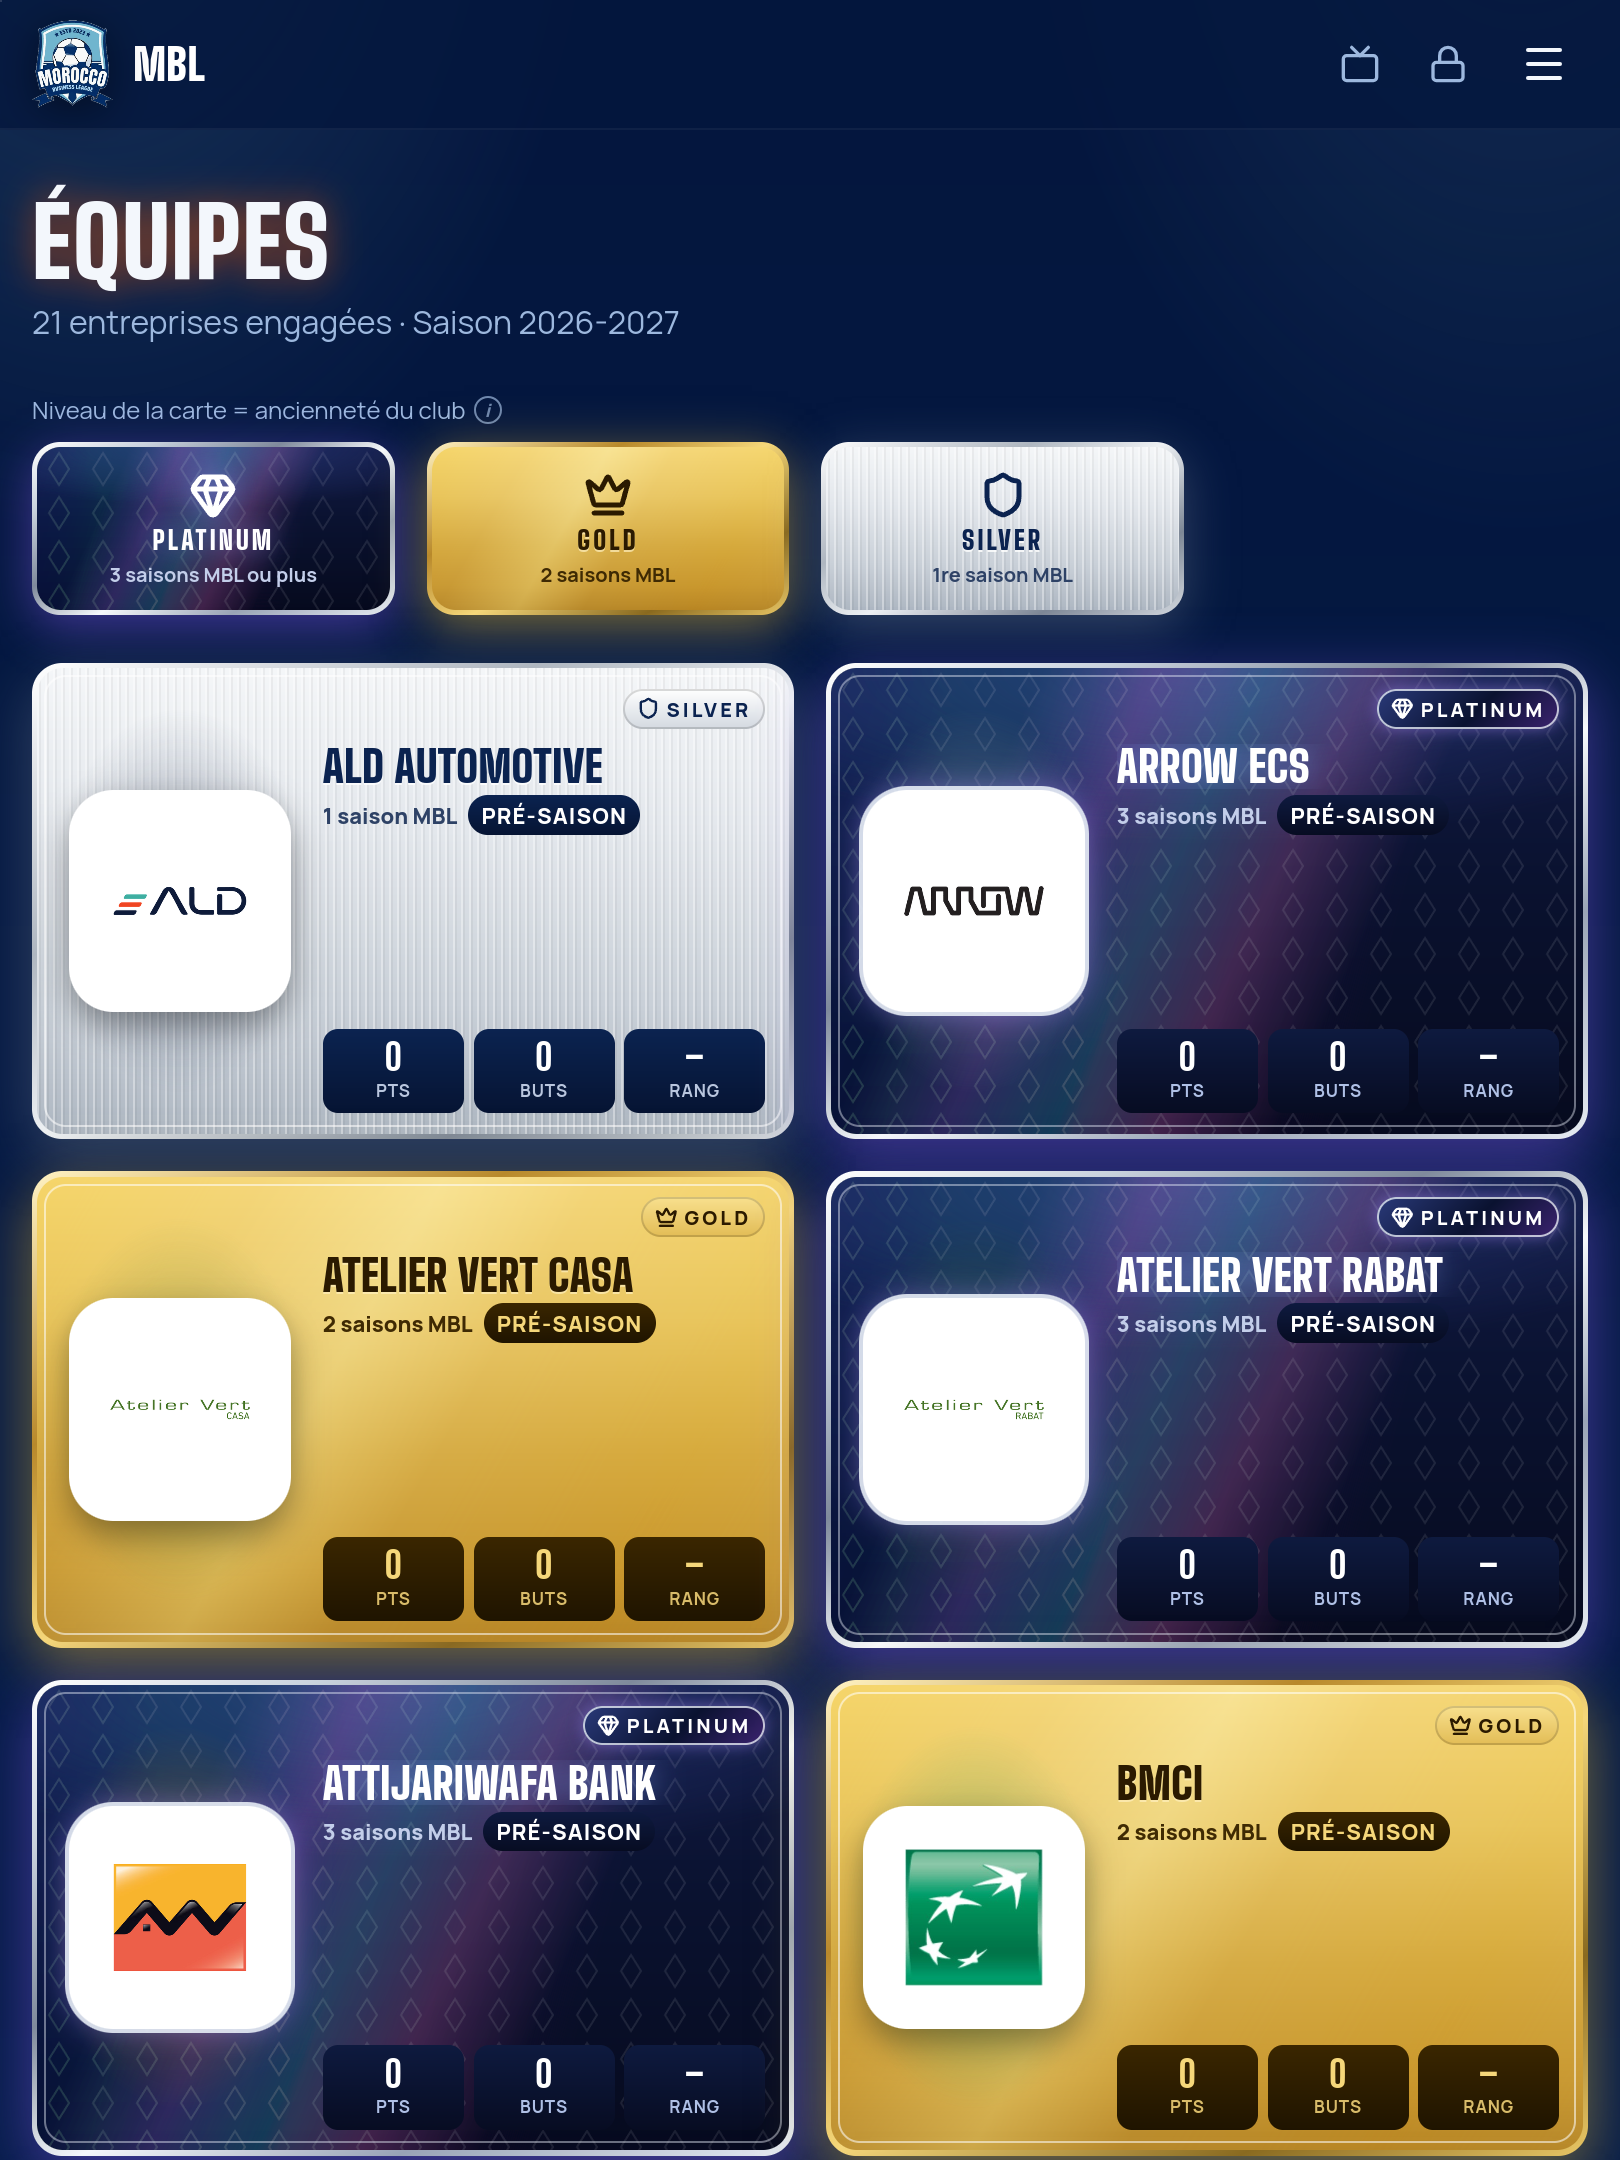 ★ ESTD 2023 ★
MOROCCO
BUSINESS LEAGUE
MBL
ÉQUIPES
21 entreprises engagées · Saison 2026-2027
Niveau de la carte = ancienneté du club i
PLATINUM
3 saisons MBL ou plus
GOLD
2 saisons MBL
SILVER
1re saison MBL
SILVER
ALD AUTOMOTIVE
1 saison MBL PRÉ-SAISON
ALD
0 0 –
PTS BUTS RANG
PLATINUM
ARROW ECS
3 saisons MBL PRÉ-SAISON
ARROW
0 0 –
PTS BUTS RANG
GOLD
ATELIER VERT CASA
2 saisons MBL PRÉ-SAISON
Atelier Vert
CASA
0 0 –
PTS BUTS RANG
PLATINUM
ATELIER VERT RABAT
3 saisons MBL PRÉ-SAISON
Atelier Vert
RABAT
0 0 –
PTS BUTS RANG
PLATINUM
ATTIJARIWAFA BANK
3 saisons MBL PRÉ-SAISON
0 0 –
PTS BUTS RANG
GOLD
BMCI
2 saisons MBL PRÉ-SAISON
0 0 –
PTS BUTS RANG